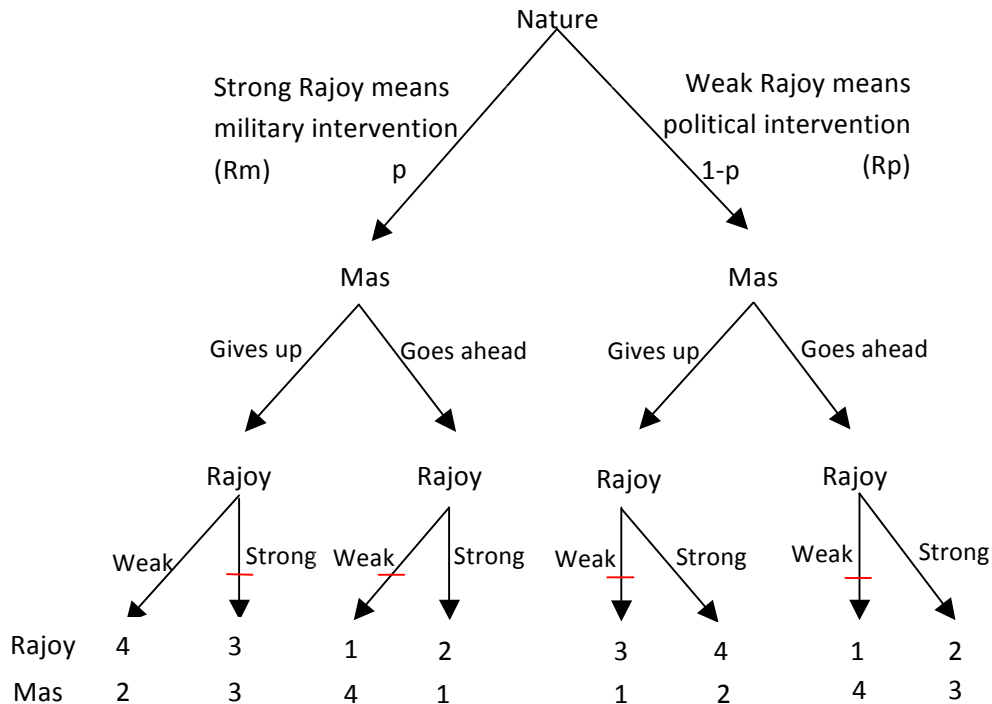 Nature
Strong Rajoy means
military intervention
(Rm) p
Weak Rajoy means
political intervention
1-p (Rp)
Mas Mas
Gives up Goes ahead Gives up Goes ahead
Rajoy Rajoy Rajoy Rajoy
Weak Strong Weak Strong Weak Strong Weak Strong
Rajoy 4 3 1 2 3 4 1 2
Mas 2 3 4 1 1 2 4 3